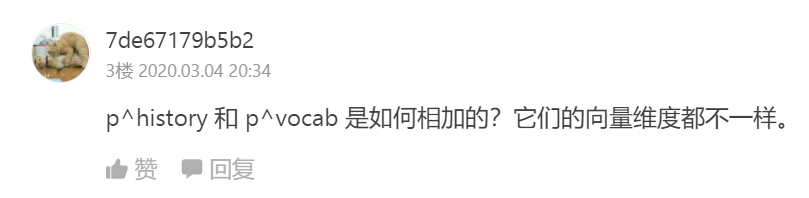 7de67179b5b2
3楼 2020.03.04 20:34
p^history 和 p^vocab 是如何相加的？它们的向量维度都不一样。
赞 回复